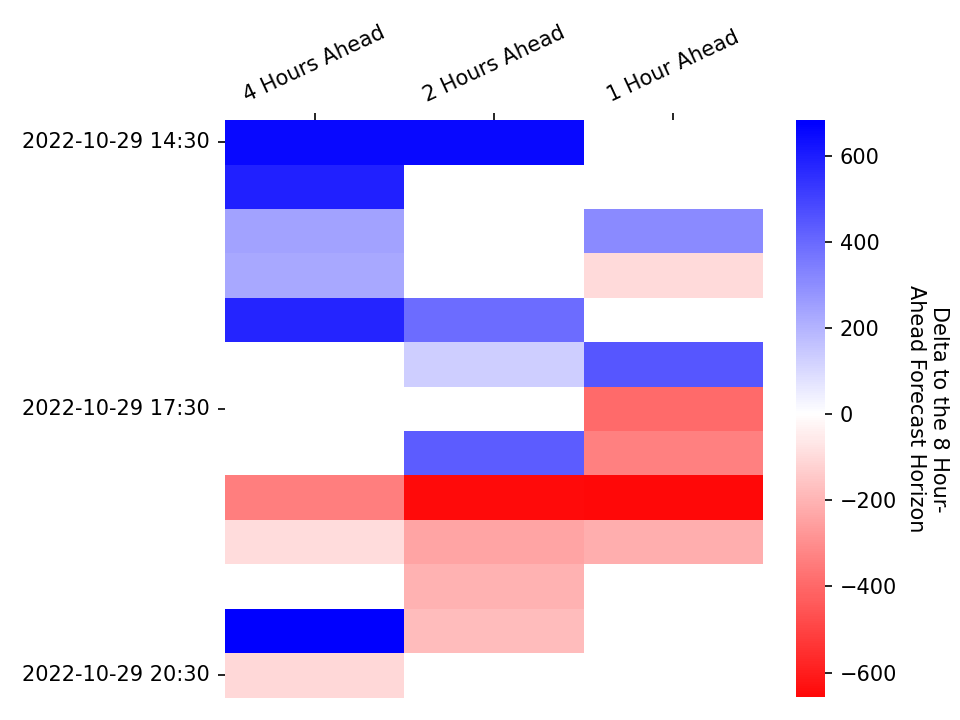 4 Hours Ahead
2 Hours Ahead
1 Hour Ahead
2022-10-29 14:30
2022-10-29 17:30
2022-10-29 20:30
600
400
200
0
−200
−400
−600
Delta to the 8 Hour-
Ahead Forecast Horizon